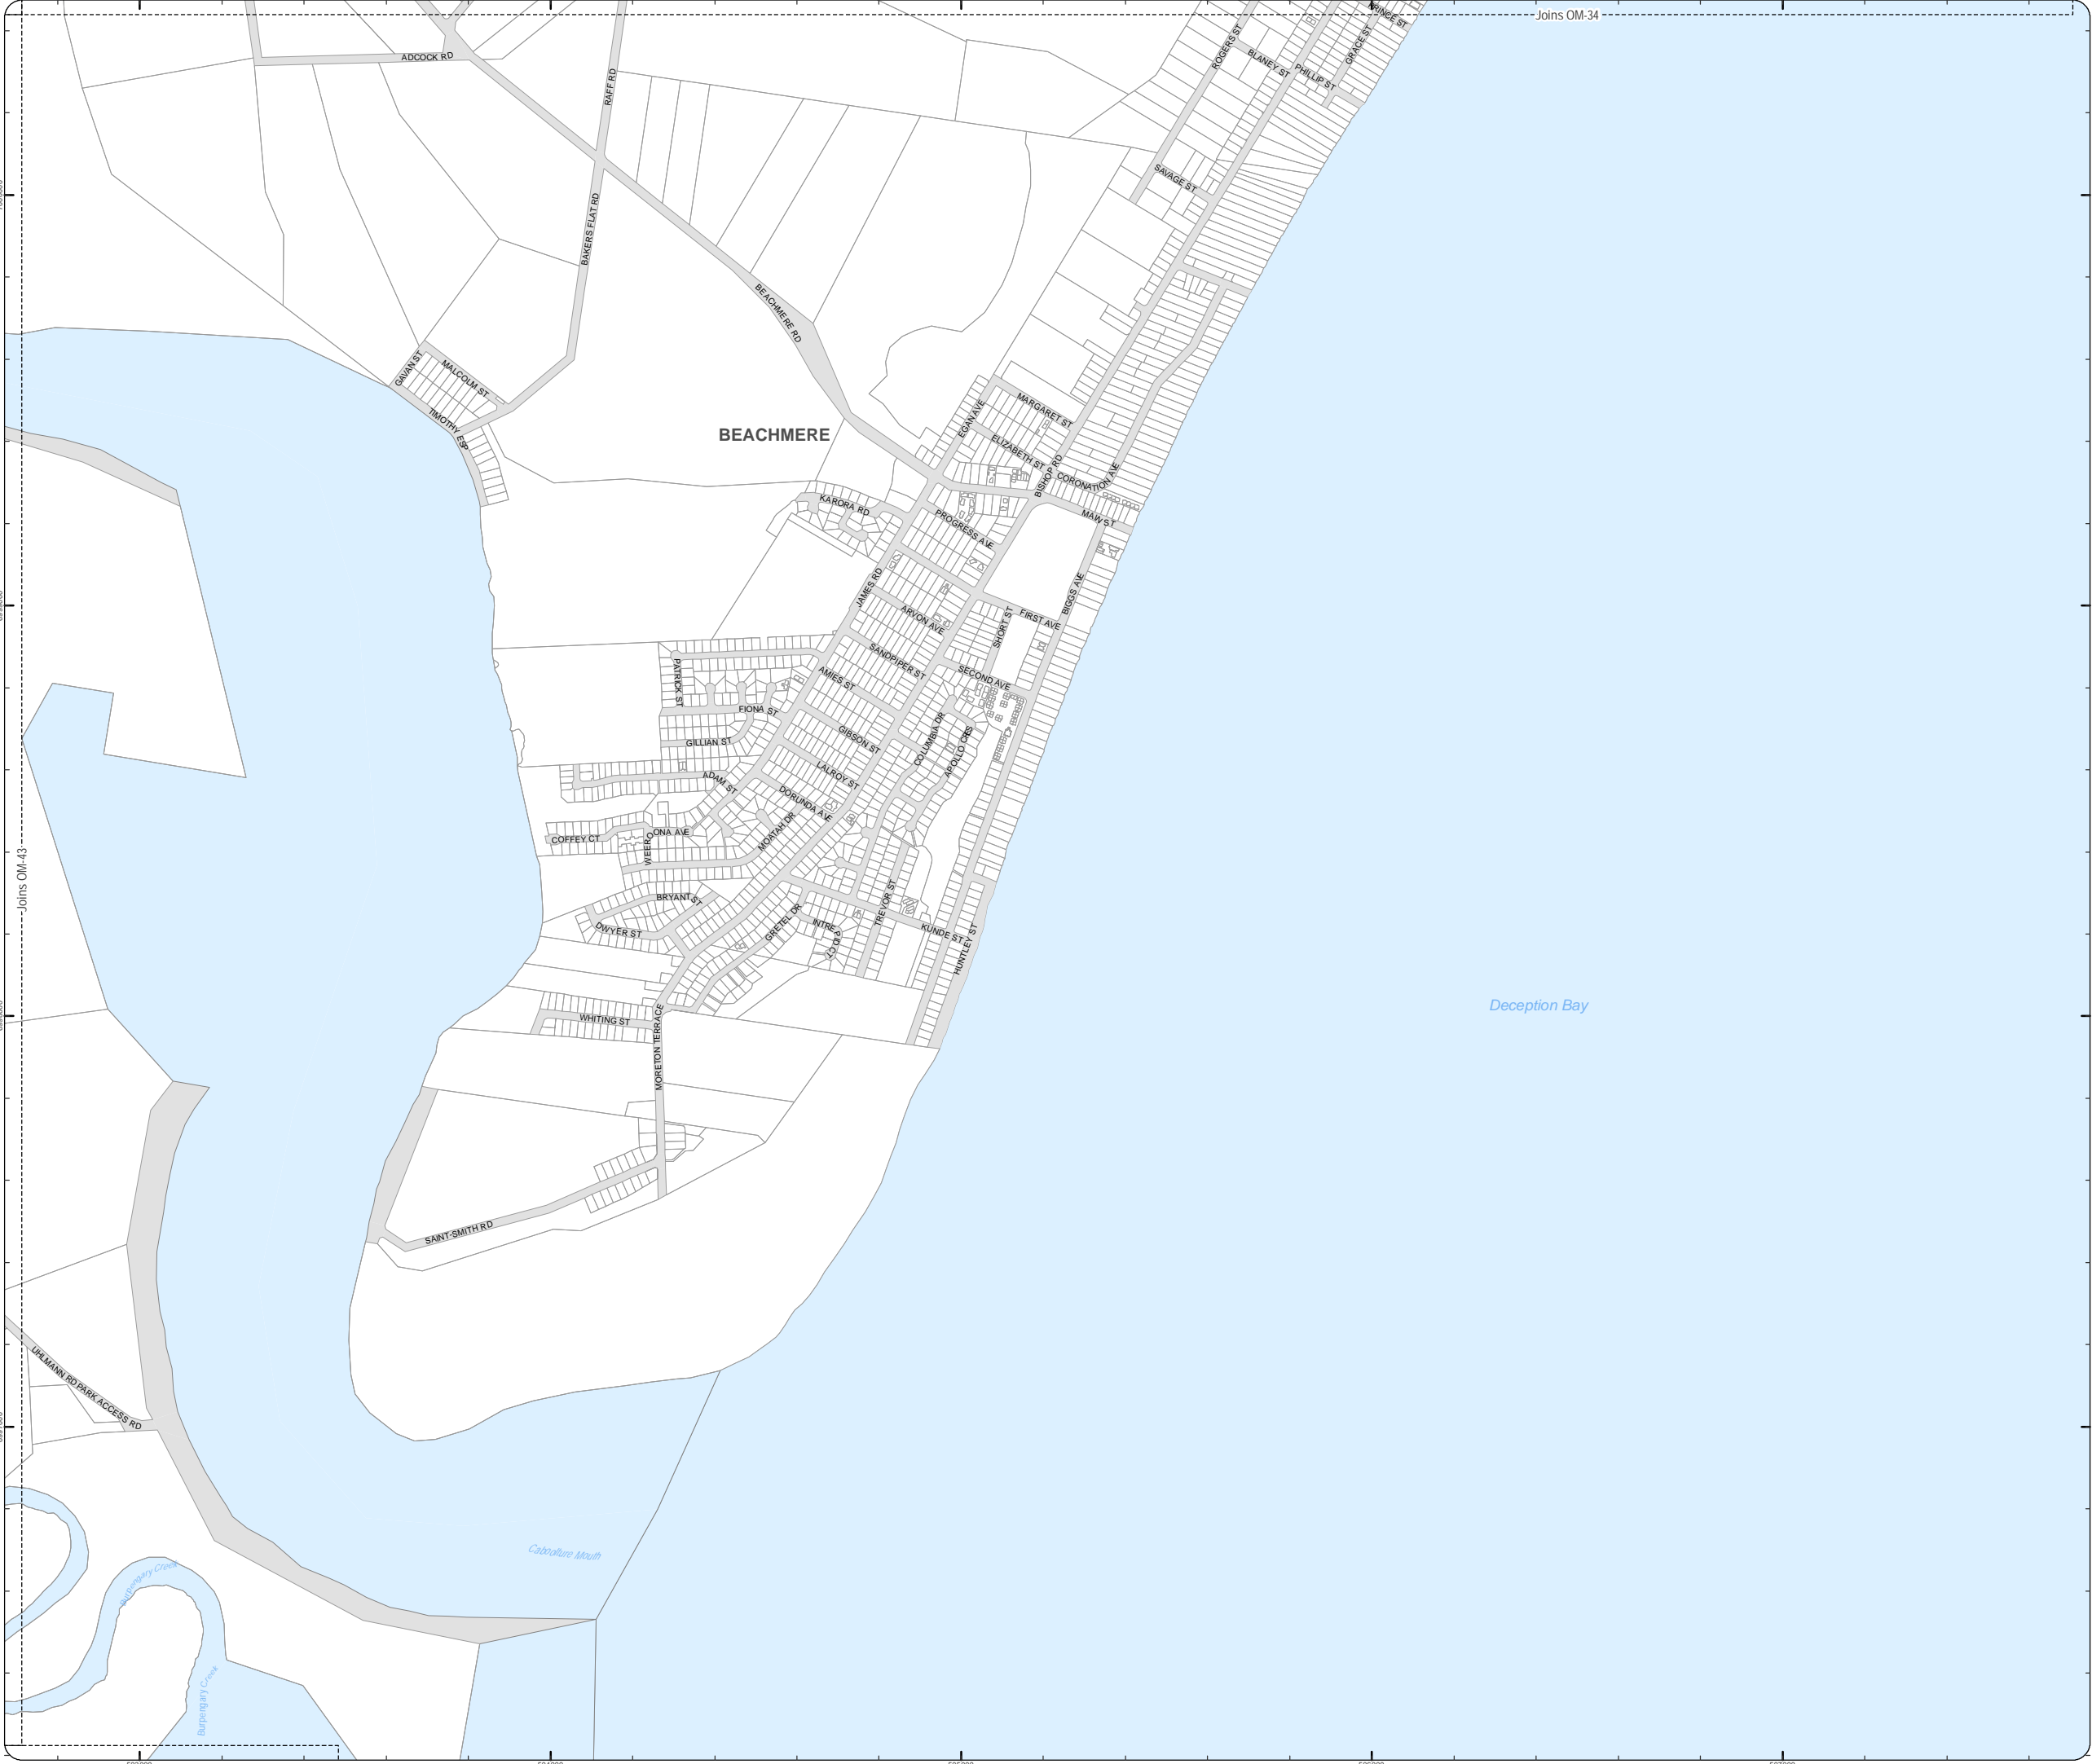 Joins OM-34
PRINCE ST
GRACE ST
ROGERS ST
BLANEY ST
PHILLIP ST
ADCOCK RD
RAFF RD
SAVAGE ST
BAKERS FLAT RD
BEACHMERE RD
GAVAN ST
MALCOLM ST
TIMOTHY ESP
BEACHMERE
EGAN AVE
MARGARET ST
ELIZABETH ST
BISHOP RD
CORONATION AVE
MAW ST
KARORA RD
PROGRESS AVE
JAMES RD
BIGGS AVE
ARVON AVE
SHORT ST
FIRST AVE
SANDPIPER ST
SECOND AVE
PATRICK ST
AMIES ST
FIONA ST
GILLIAN ST
GIBSON ST
COLUMBIA DR
APOLLO CRES
ADAM ST
LALROY ST
DORUNDA AVE
MOATAH DR
COFFEY CT
WEEROONA AVE
Joins OM-43
BRYANT ST
DWYER ST
GRETEL DR
INTREPID CT
TREVOR ST
KUNDE ST
HUNTLEY ST
WHITING ST
MORETON TERRACE
Deception Bay
SAINT-SMITH RD
UHLMANN RD PARK ACCESS RD
Caboolture Mouth
Burpengary Creek
Burpengary Creek